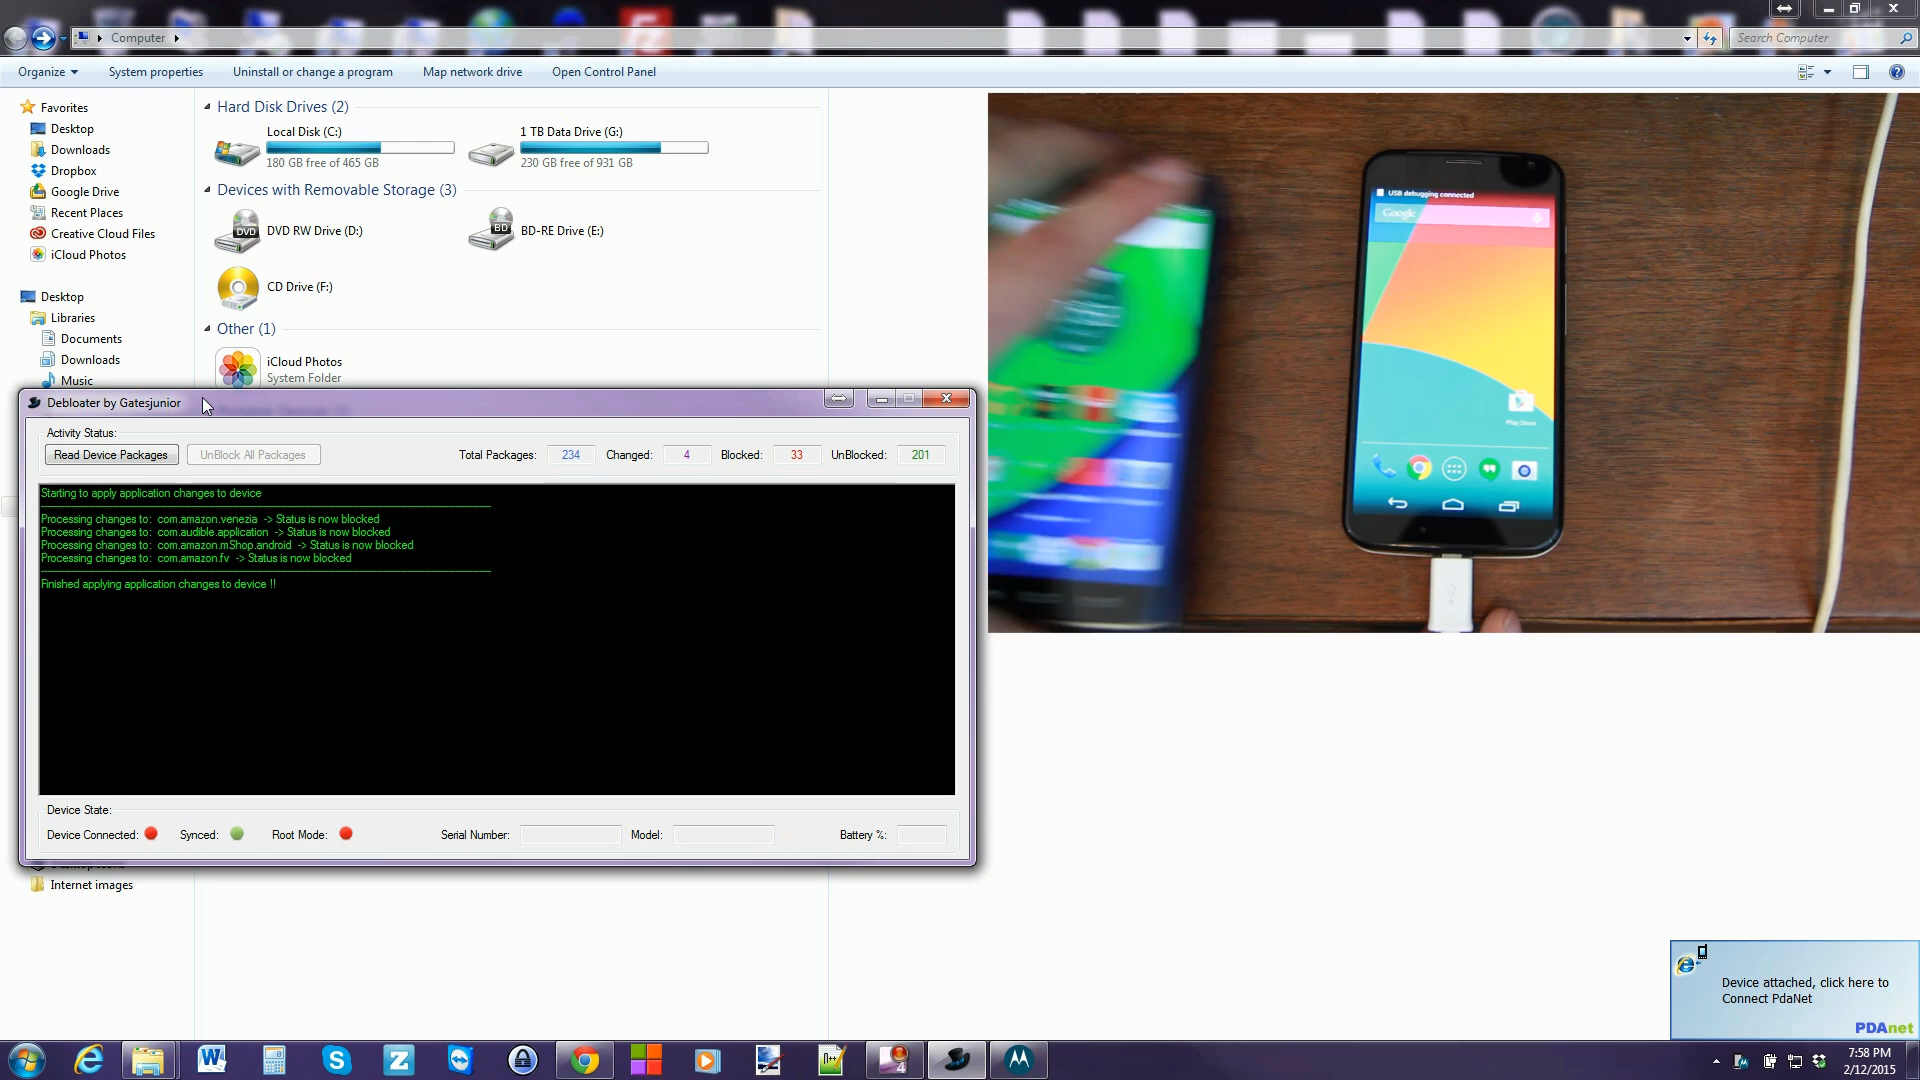 Computer
Search Computer
Organize
System properties
Uninstall or change a program
Map network drive
Open Control Panel
Favorites
Desktop
Downloads
Dropbox
Google Drive
Recent Places
Creative Cloud Files
iCloud Photos
Desktop
Libraries
Documents
Downloads
Music
Hard Disk Drives (2)
Local Disk (C:)
180 GB free of 465 GB
1 TB Data Drive (G:)
230 GB free of 931 GB
Devices with Removable Storage (3)
DVD
DVD RW Drive (D:)
BD
BD-RE Drive (E:)
CD Drive (F:)
Other (1)
iCloud Photos
System Folder
USB debugging connected
Google
Play Store
Debloater by Gatesjunior
Activity Status:
Read Device Packages
UnBlock All Packages
Total Packages: 234
Changed: 4
Blocked: 33
UnBlocked: 201
Starting to apply application changes to device
Processing changes to: com.amazon.venezia -> Status is now blocked
Processing changes to: com.audible.application -> Status is now blocked
Processing changes to: com.amazon.mShop.android -> Status is now blocked
Processing changes to: com.amazon.fv -> Status is now blocked
Finished applying application changes to device !!
Device State:
Device Connected:
Synced:
Root Mode:
Serial Number:
Model:
Battery %:
Internet images
Device attached, click here to
Connect PdaNet
PDAnet
4
7:58 PM
2/12/2015